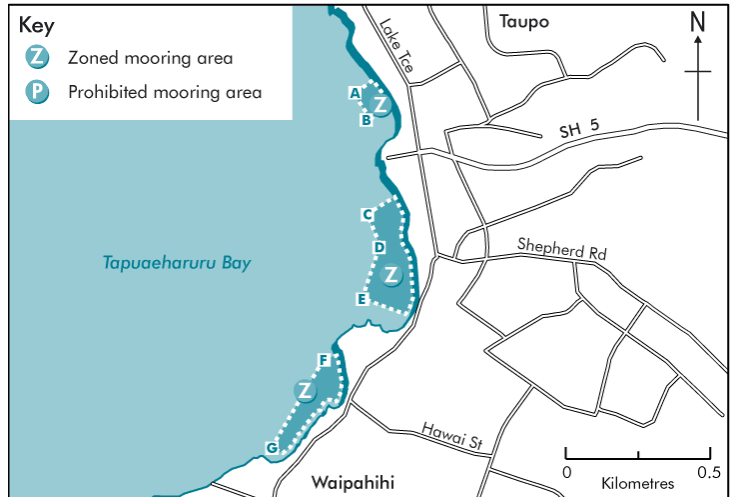 Key
Z Zoned mooring area
P Prohibited mooring area
Taupo
N
Lake Tce
A
Z
B
SH 5
C
D
Shepherd Rd
Tapuaeharuru Bay
Z
E
F
Z
Hawai St
G
0 0.5
Kilometres
Waipahihi